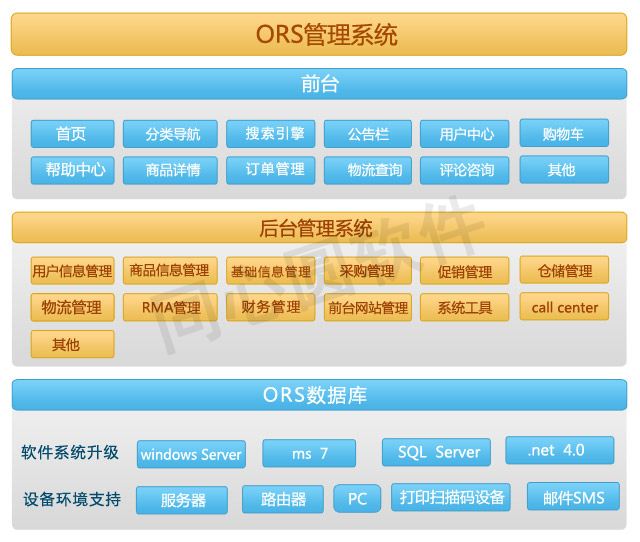 ORS管理系统
前台
首页 分类导航 搜索引擎 公告栏 用户中心 购物车
帮助中心 商品详情 订单管理 物流查询 评论咨询 其他
后台管理系统
用户信息管理 商品信息管理 基础信息管理 采购管理 促销管理 仓储管理
物流管理 RMA管理 财务管理 前台网站管理 系统工具 call center
其他
同心圆软件
ORS数据库
软件系统升级 windows Server ms 7 SQL Server .net 4.0
设备环境支持 服务器 路由器 PC 打印扫描码设备 邮件SMS